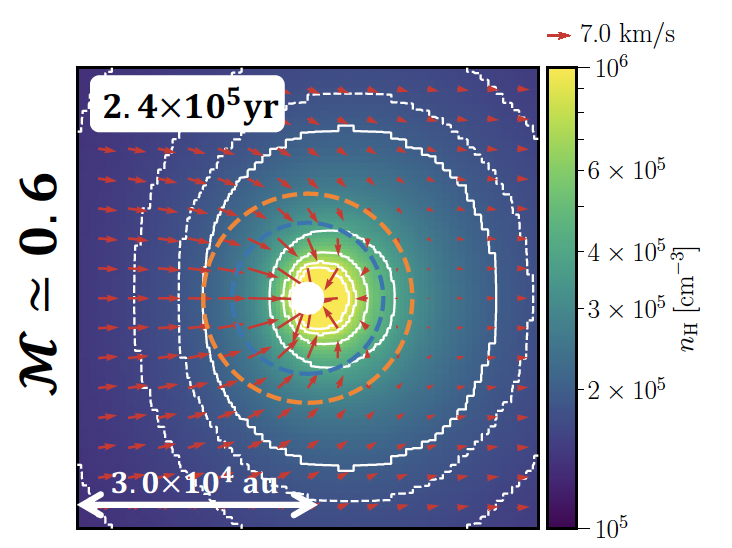 7.0 km/s
2.4×10⁵yr
10⁶
6 × 10⁵
4 × 10⁵
3 × 10⁵
2 × 10⁵
10⁵
n_H [cm⁻³]
ℳ ≃ 0.6
3.0×10⁴ au